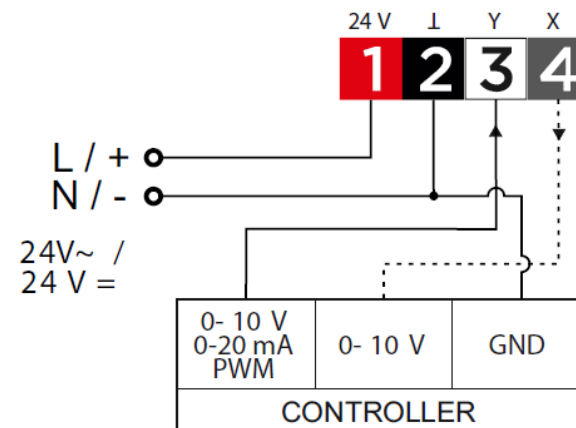 24 V ⊥ Y X
1 2 3 4
L / +
N / -
24V~ /
24 V =
0- 10 V
0-20 mA
PWM
0- 10 V
GND
CONTROLLER